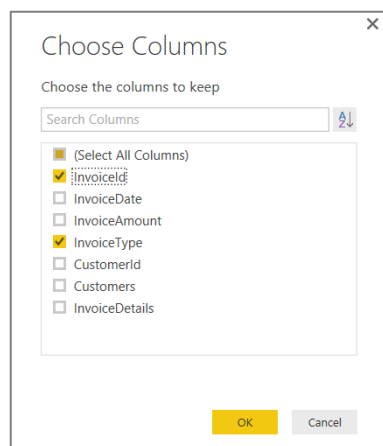 Choose Columns
Choose the columns to keep
Search Columns
A
Z
(Select All Columns)
InvoiceId
InvoiceDate
InvoiceAmount
InvoiceType
CustomerId
Customers
InvoiceDetails
OK Cancel